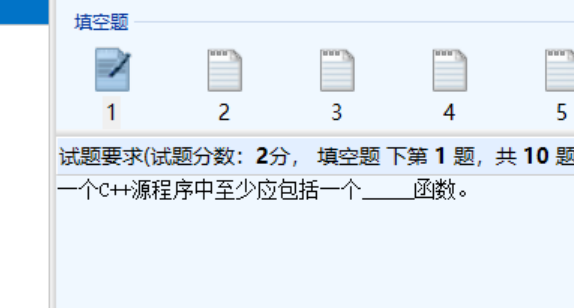 填空题
1 2 3 4 5
试题要求(试题分数：2分， 填空题 下第 1 题，共 10 题
一个C++源程序中至少应包括一个_____函数。